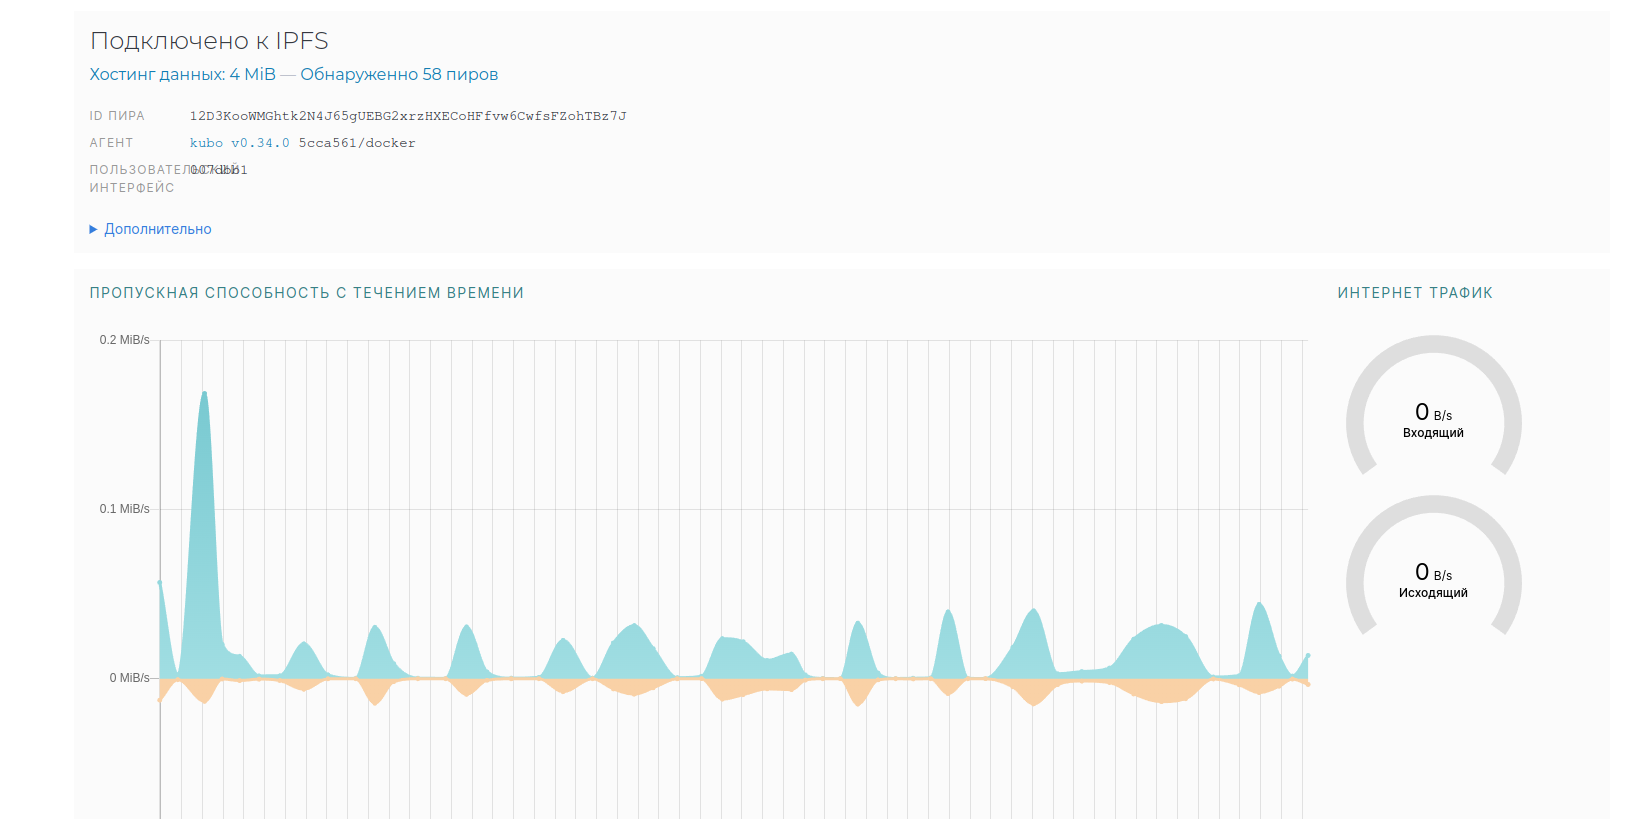 Подключено к IPFS
Хостинг данных: 4 MiB — Обнаруженно 58 пиров
ID ПИРА 12D3KooWMGhtk2N4J65gUEBG2xrzHXECoHFfvw6CwfsFZohTBz7J
АГЕНТ kubo v0.34.0 5cca561/docker
ПОЛЬЗОВАТЕЛЬСКИЙ
ИНТЕРФЕЙС
Дополнительно
ПРОПУСКНАЯ СПОСОБНОСТЬ С ТЕЧЕНИЕМ ВРЕМЕНИ
ИНТЕРНЕТ ТРАФИК
0.2 MiB/s
0.1 MiB/s
0 MiB/s
0 B/s
Входящий
0 B/s
Исходящий